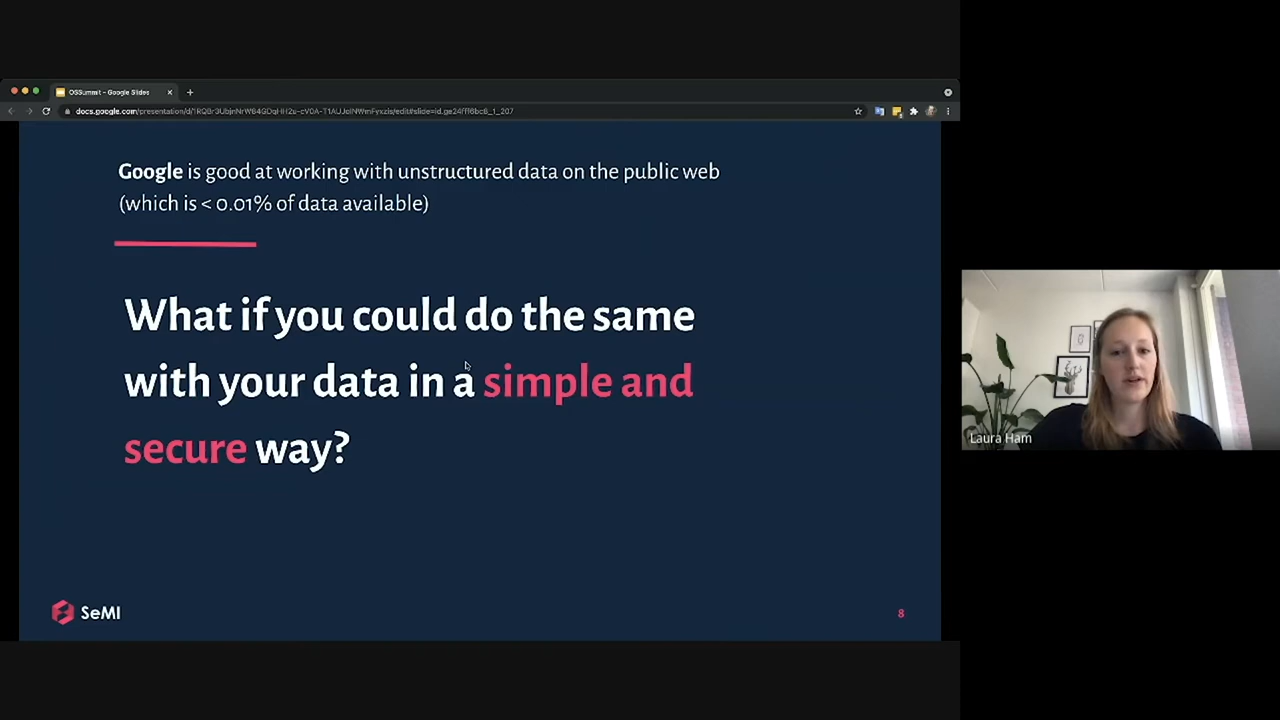 OSSummit - Google Slides
Google is good at working with unstructured data on the public web
(which is < 0.01% of data available)
What if you could do the same
with your data in a simple and
secure way?
Laura Ham
SeMI
8